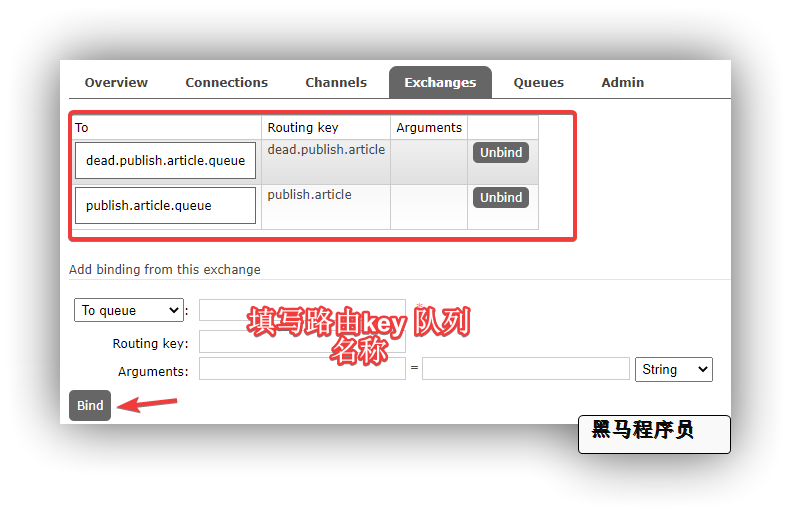 Overview Connections Channels Exchanges Queues Admin
To Routing key Arguments
dead.publish.article.queue dead.publish.article Unbind
publish.article.queue publish.article Unbind
Add binding from this exchange
To queue : *
填写路由key 队列
名称
Routing key:
Arguments: = String
Bind
黑马程序员